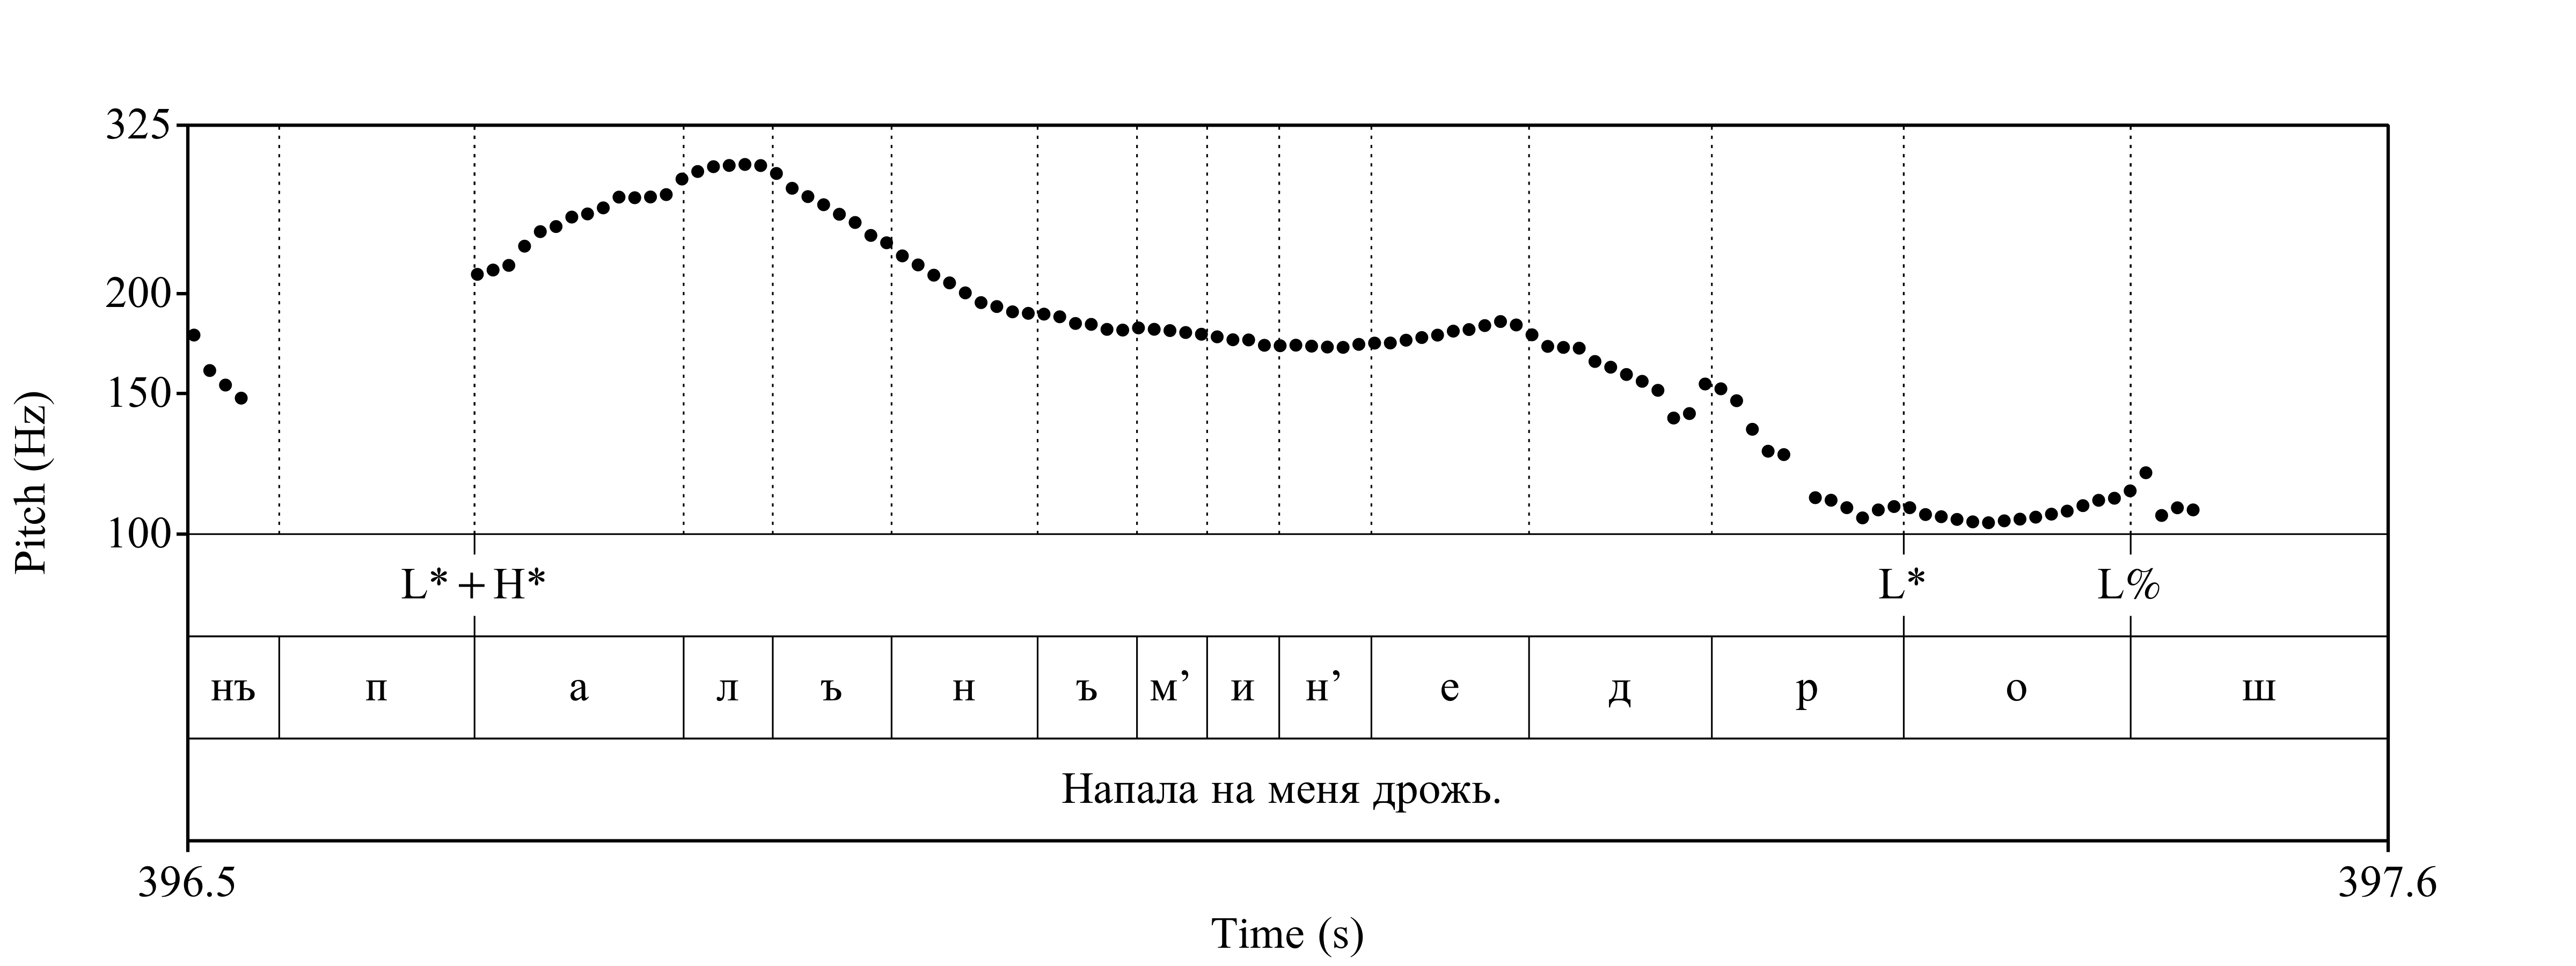 325
200
150
100
Pitch (Hz)
L* + H* L* L%
нъ п а л ъ н ъ м’ и н’ е д р о ш
Напала на меня дрожь.
396.5 397.6
Time (s)